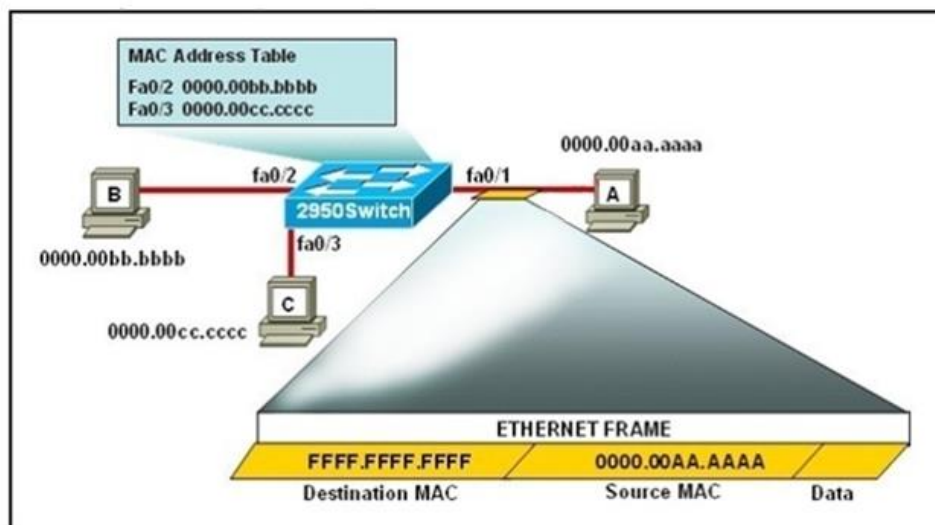 MAC Address Table
Fa0/2 0000.00bb.bbbb
Fa0/3 0000.00cc.cccc
0000.00aa.aaaa
fa0/2
fa0/1
B
A
2950Switch
0000.00bb.bbbb
fa0/3
C
0000.00cc.cccc
ETHERNET FRAME
FFFF.FFFF.FFFF 0000.00AA.AAAA
Destination MAC Source MAC Data